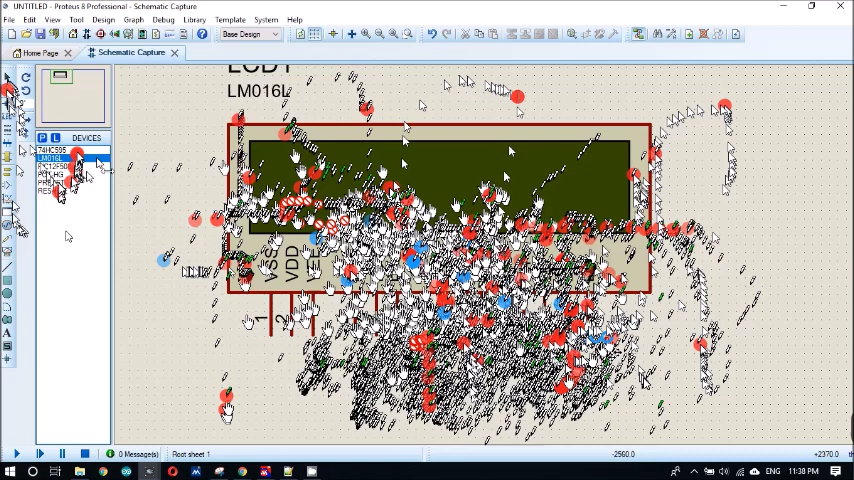 UNTITLED - Proteus 8 Professional - Schematic Capture
File Edit View Tool Design Graph Debug Library Template System Help
Base Design
Home Page Schematic Capture
LCD1
LM016L
P L DEVICES
74HC595
LM016L
VSS
VDD
1
2
0 Message(s) Root sheet 1 -2560.0 +2370.0 th
ENG 11:38 PM